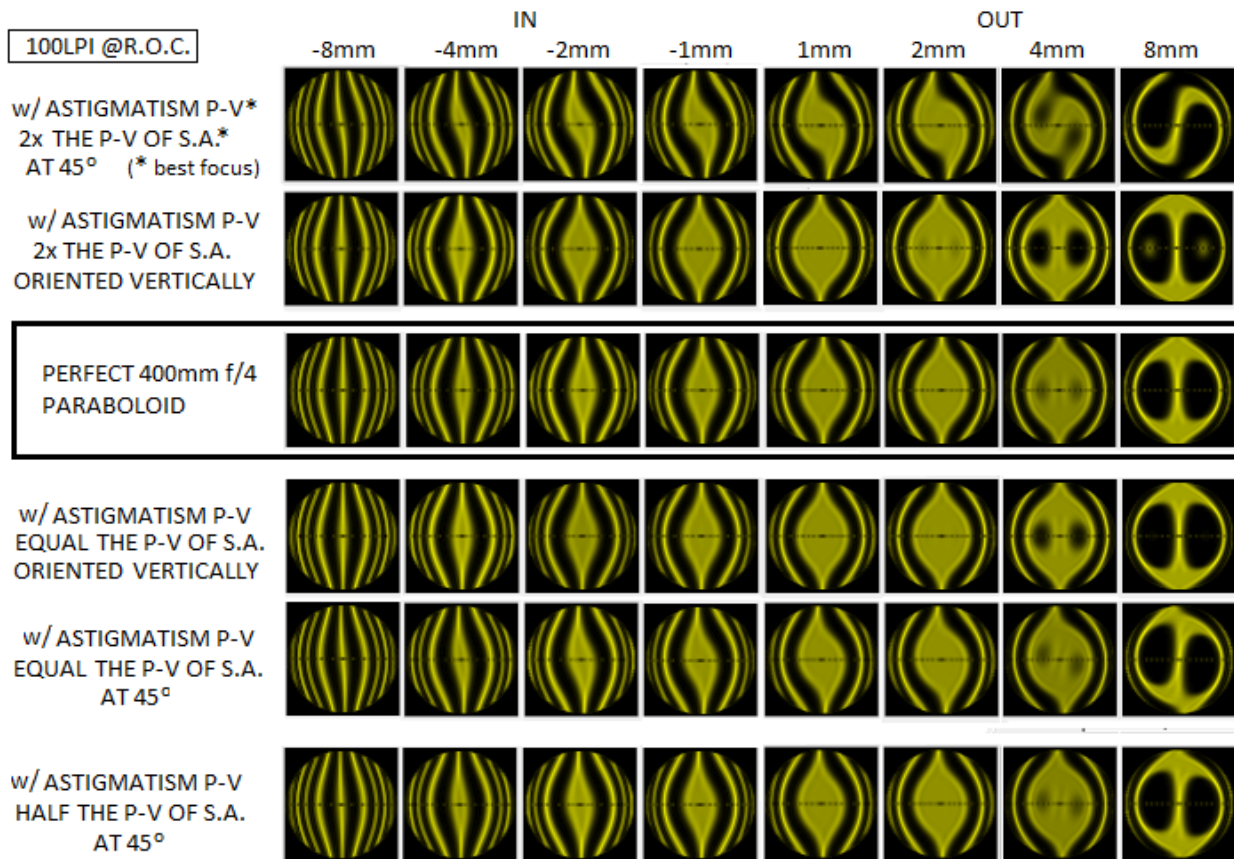 IN OUT
100LPI @R.O.C. -8mm -4mm -2mm -1mm 1mm 2mm 4mm 8mm
w/ ASTIGMATISM P-V*
2x THE P-V OF S.A.*
AT 45° (* best focus)
w/ ASTIGMATISM P-V
2x THE P-V OF S.A.
ORIENTED VERTICALLY
PERFECT 400mm f/4
PARABOLOID
w/ ASTIGMATISM P-V
EQUAL THE P-V OF S.A.
ORIENTED VERTICALLY
w/ ASTIGMATISM P-V
EQUAL THE P-V OF S.A.
AT 45°
w/ ASTIGMATISM P-V
HALF THE P-V OF S.A.
AT 45°